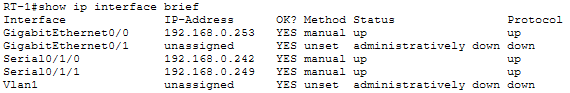 RT-1#show ip interface brief
Interface IP-Address OK? Method Status Protocol
GigabitEthernet0/0 192.168.0.253 YES manual up up
GigabitEthernet0/1 unassigned YES unset administratively down down
Serial0/1/0 192.168.0.242 YES manual up up
Serial0/1/1 192.168.0.249 YES manual up up
Vlan1 unassigned YES unset administratively down down